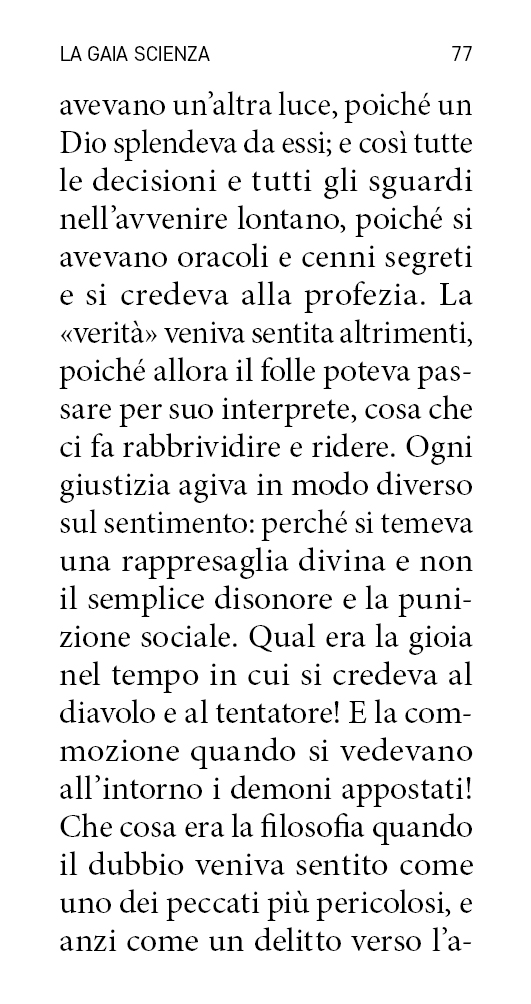 LA GAIA SCIENZA 77
avevano un’altra luce, poiché un
Dio splendeva da essi; e così tutte
le decisioni e tutti gli sguardi
nell’avvenire lontano, poiché si
avevano oracoli e cenni segreti
e si credeva alla profezia. La
«verità» veniva sentita altrimenti,
poiché allora il folle poteva pas-
sare per suo interprete, cosa che
ci fa rabbrividire e ridere. Ogni
giustizia agiva in modo diverso
sul sentimento: perché si temeva
una rappresaglia divina e non
il semplice disonore e la puni-
zione sociale. Qual era la gioia
nel tempo in cui si credeva al
diavolo e al tentatore! E la com-
mozione quando si vedevano
all’intorno i demoni appostati!
Che cosa era la filosofia quando
il dubbio veniva sentito come
uno dei peccati più pericolosi, e
anzi come un delitto verso l’a-